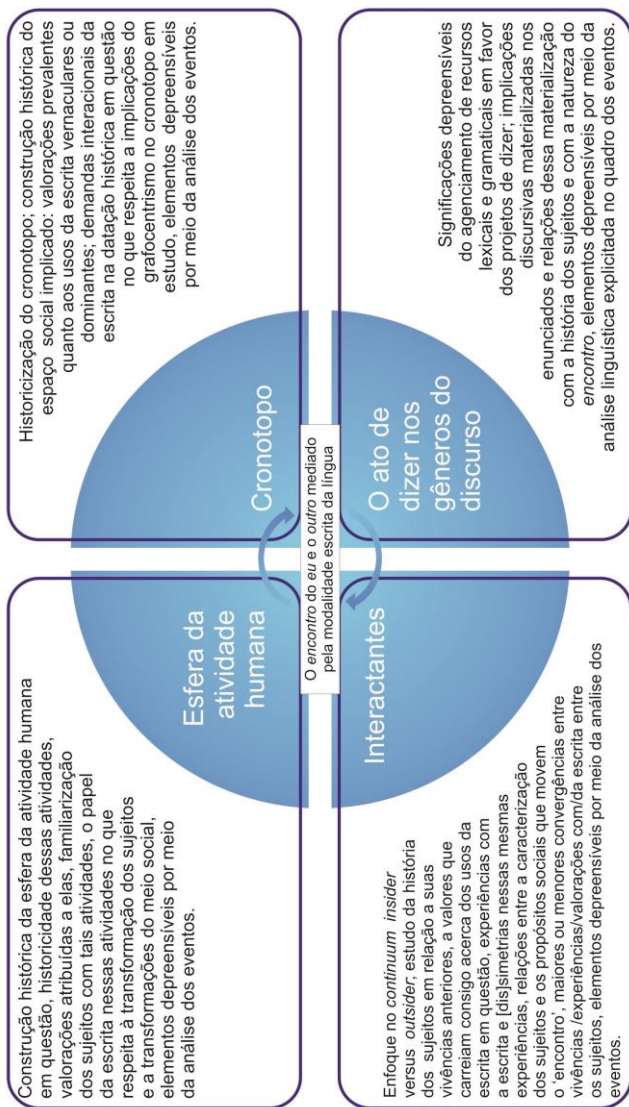 Construção histórica da esfera da atividade humana
em questão, historicidade dessas atividades,
valorações atribuídas a elas, familiarização
dos sujeitos com tais atividades, o papel
da escrita nessas atividades no que
respeita à transformação dos sujeitos
e a transformações do meio social,
elementos depreensíveis por meio
da análise dos eventos.
Esfera da
atividade
humana
Historicização do cronotopo; construção histórica do
espaço social implicado: valorações prevalentes
quanto aos usos da escrita vernaculares ou
dominantes; demandas interacionais da
escrita na datação histórica em questão
no que respeita a implicações do
grafocentrismo no cronotopo em
estudo, elementos depreensíveis
por meio da análise dos eventos.
Cronotopo
O encontro do eu e o outro mediado
pela modalidade escrita da língua
Interactantes
Enfoque no continuum insider
versus outsider; estudo da história
dos sujeitos em relação a suas
vivências anteriores, a valores que
carreiam consigo acerca dos usos da
escrita em questão, experiências com
a escrita e [dis]simetrias nessas mesmas
experiências, relações entre a caracterização
dos sujeitos e os propósitos sociais que movem
o 'encontro', maiores ou menores convergências entre
vivências /experiências/valorações com/da escrita entre
os sujeitos, elementos depreensíveis por meio da análise dos
eventos.
O ato de
dizer nos
gêneros do
discurso
Significações depreensíveis
do agenciamento de recursos
lexicais e gramaticais em favor
dos projetos de dizer; implicações
discursivas materializadas nos
enunciados e relações dessa materialização
com a história dos sujeitos e com a natureza do
encontro, elementos depreensíveis por meio da
análise linguística explicitada no quadro dos eventos.